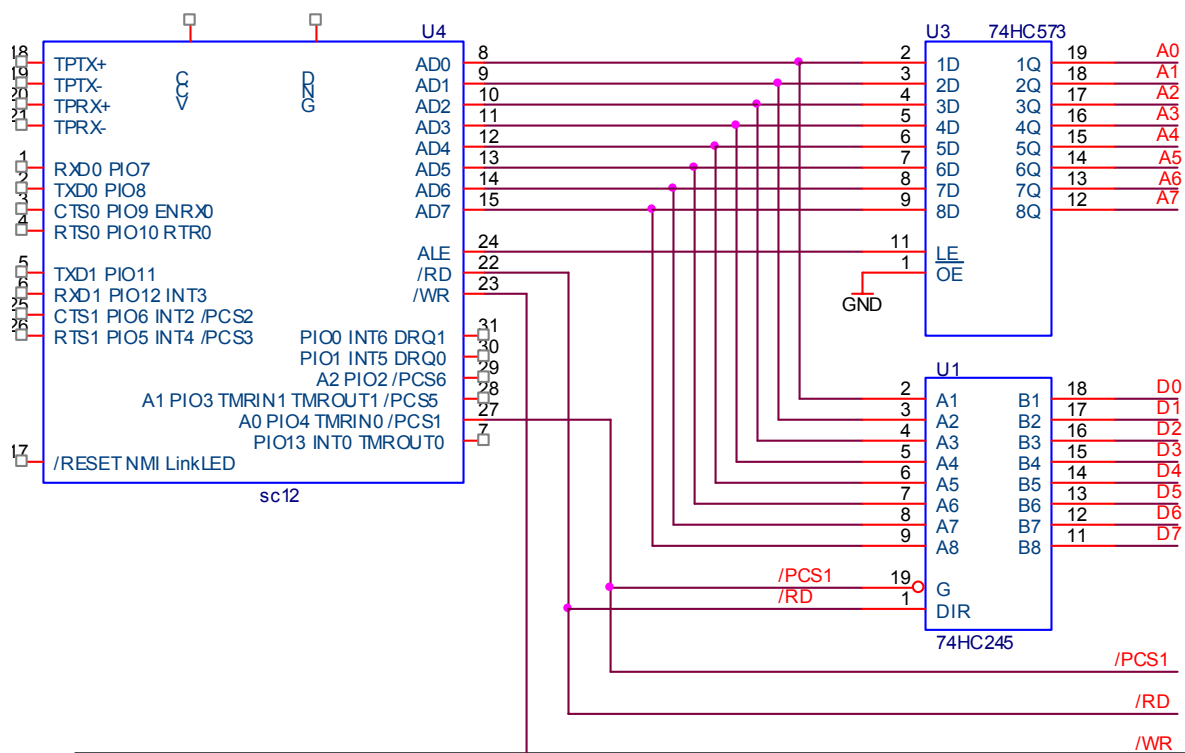 U4
U3 74HC573
18 TPTX+
19 TPTX-
20 TPRX+
21 TPRX-
VCC
GND
1 RXD0 PIO7
2 TXD0 PIO8
3 CTS0 PIO9 ENRX0
4 RTS0 PIO10 RTR0
5 TXD1 PIO11
6 RXD1 PIO12 INT3
25 CTS1 PIO6 INT2 /PCS2
26 RTS1 PIO5 INT4 /PCS3
17 /RESET NMI LinkLED
AD0 8
AD1 9
AD2 10
AD3 11
AD4 12
AD5 13
AD6 14
AD7 15
ALE 24
/RD 22
/WR 23
PIO0 INT6 DRQ1 31
PIO1 INT5 DRQ0 30
A2 PIO2 /PCS6 29
A1 PIO3 TMRIN1 TMROUT1 /PCS5 28
A0 PIO4 TMRIN0 /PCS1 27
PIO13 INT0 TMROUT0 7
sc12
2 1D 1Q 19 A0
3 2D 2Q 18 A1
4 3D 3Q 17 A2
5 4D 4Q 16 A3
6 5D 5Q 15 A4
7 6D 6Q 14 A5
8 7D 7Q 13 A6
9 8D 8Q 12 A7
11 LE
1 OE
GND
U1
2 A1 B1 18 D0
3 A2 B2 17 D1
4 A3 B3 16 D2
5 A4 B4 15 D3
6 A5 B5 14 D4
7 A6 B6 13 D5
8 A7 B7 12 D6
9 A8 B8 11 D7
/PCS1 19 G
/RD 1 DIR
74HC245
/PCS1
/RD
/WR